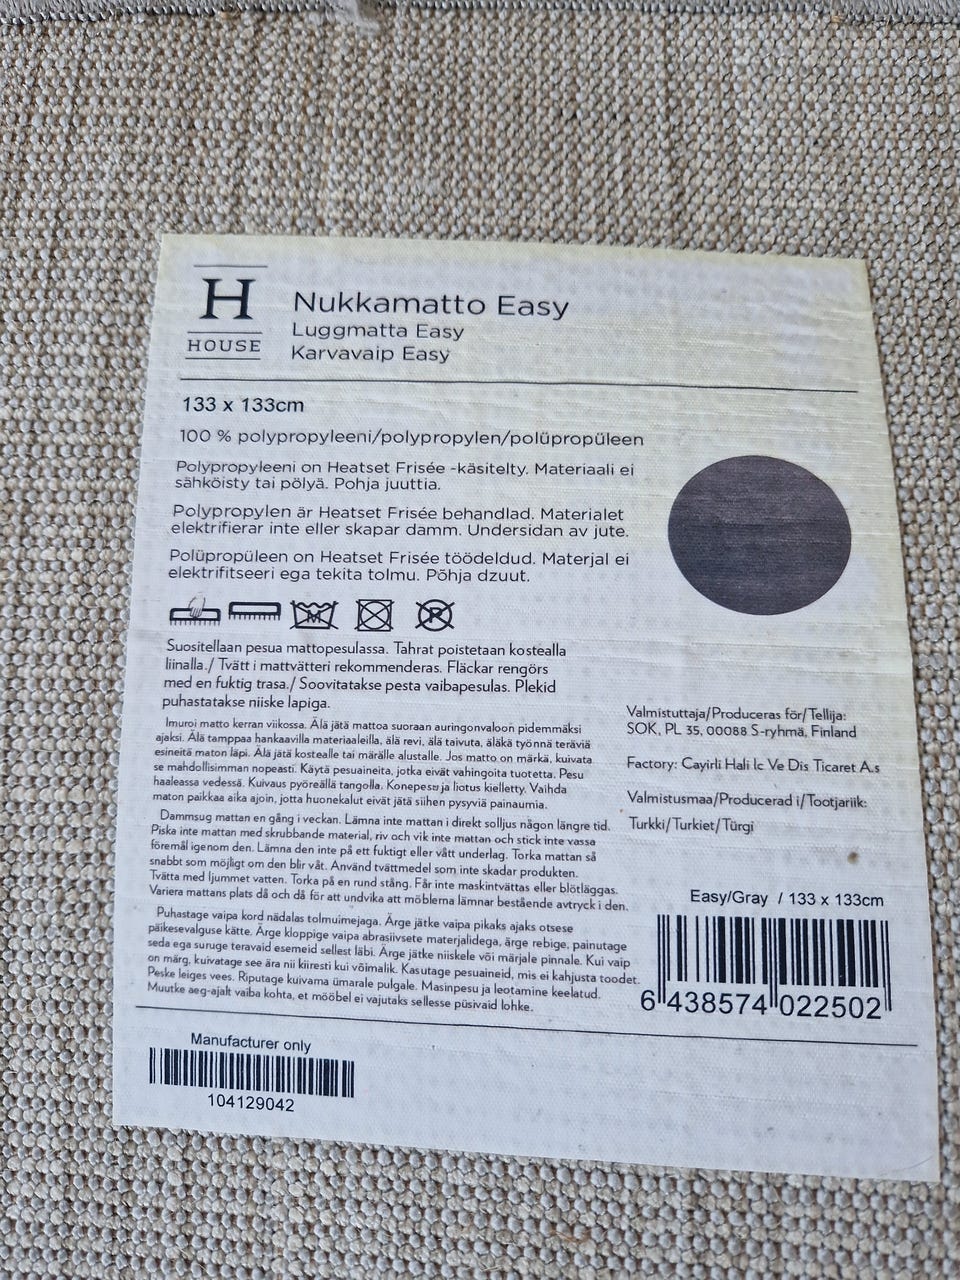 H
HOUSE
Nukkamatto Easy
Luggmatta Easy
Karvavaip Easy
133 x 133cm
100 % polypropyleeni/polypropylen/polüpropüleen
Polypropyleeni on Heatset Frisée -käsitelty. Materiaali ei
sähköisty tai pölyä. Pohja juuttia.
Polypropylen är Heatset Frisée behandlad. Materialet
elektrifierar inte eller skapar damm. Undersidan av jute.
Polüpropüleen on Heatset Frisée töödeldud. Materjal ei
elektrifitseeri ega tekita tolmu. Põhja dzuut.
M
P
Suositellaan pesua mattopesulassa. Tahrat poistetaan kostealla
liinalla./ Tvätt i mattvätteri rekommenderas. Fläckar rengörs
med en fuktig trasa./ Soovitatakse pesta vaibapesulas. Plekid
puhastatakse niiske lapiga.
Imuroi matto kerran viikossa. Älä jätä mattoa suoraan auringonvaloon pidemmäksi
ajaksi. Älä tamppaa hankaavilla materiaaleilla, älä revi, älä taivuta, äläkä työnnä teräviä
esineitä maton läpi. Älä jätä kostealle tai märälle alustalle. Jos matto on märkä, kuivata
se mahdollisimman nopeasti. Käytä pesuaineita, jotka eivät vahingoita tuotetta. Pesu
haaleassa vedessä. Kuivaus pyöreällä tangolla. Konepesu ja liotus kielletty. Vaihda
maton paikkaa aika ajoin, jotta huonekalut eivät jätä siihen pysyviä painaumia.
Dammsug mattan en gång i veckan. Lämna inte mattan i direkt solljus någon längre tid.
Piska inte mattan med skrubbande material, riv och vik inte mattan och stick inte vassa
föremål igenom den. Lämna den inte på ett fuktigt eller vått underlag. Torka mattan så
snabbt som möjligt om den blir våt. Använd tvättmedel som inte skadar produkten.
Tvätta med ljummet vatten. Torka på en rund stång. Får inte maskintvättas eller blötläggas.
Variera mattans plats då och då för att undvika att möblerna lämnar bestående avtryck i den.
Puhastage vaipa kord nädalas tolmuimejaga. Ärge jätke vaipa pikaks ajaks otsese
päikesevalguse kätte. Ärge kloppige vaipa abrasiivsete materjalidega, ärge rebige, painutage
seda ega suruge teravaid esemeid sellest läbi. Ärge jätke niiskele või märjale pinnale. Kui vaip
on märg, kuivatage see ära nii kiiresti kui võimalik. Kasutage pesuaineid, mis ei kahjusta toodet.
Peske leiges vees. Riputage kuivama ümarale pulgale. Masinpesu ja leotamine keelatud.
Muutke aeg-ajalt vaiba kohta, et mööbel ei vajutaks sellesse püsivaid lohke.
Valmistuttaja/Produceras för/Tellija:
SOK, PL 35, 00088 S-ryhmä, Finland
Factory: Cayirli Hali Ic Ve Dis Ticaret A.s
Valmistusmaa/Producerad i/Tootjariik:
Turkki/Turkiet/Türgi
Easy/Gray / 133 x 133cm
6 438574 022502
Manufacturer only
104129042